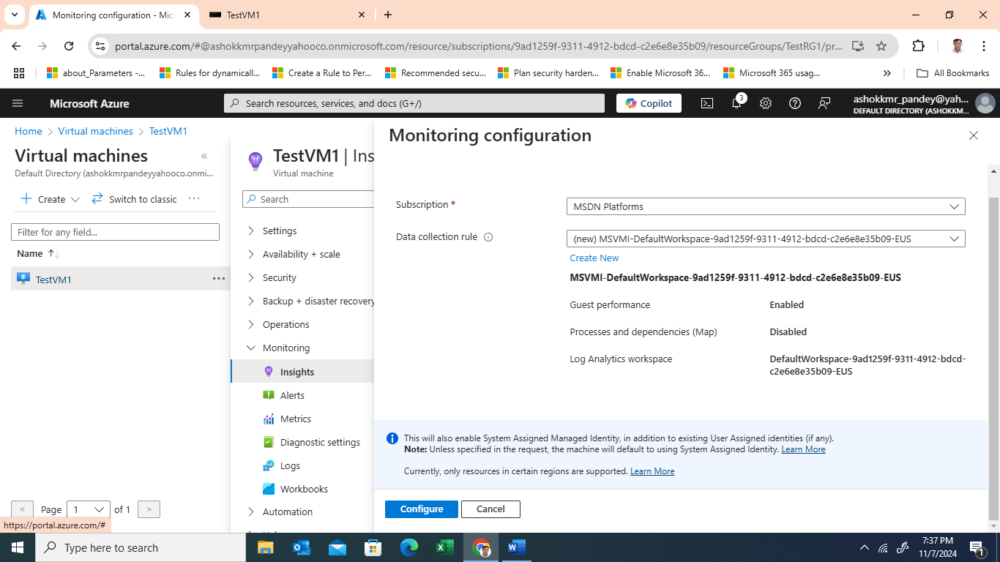 Monitoring configuration - Mic
TestVM1
portal.azure.com/#@ashokkmrpandeyyahooco.onmicrosoft.com/resource/subscriptions/9ad1259f-9311-4912-bdcd-c2e6e8e35b09/resourceGroups/TestRG1/pr...
about_Parameters -...
Rules for dynamicall...
Create a Rule to Per...
Recommended secu...
Plan security harden...
Enable Microsoft 36...
Microsoft 365 usag...
All Bookmarks
Microsoft Azure
Search resources, services, and docs (G+/)
Copilot
3
ashokkmr_pandey@yah...
DEFAULT DIRECTORY (ASHOKKM...
Home > Virtual machines > TestVM1
Virtual machines
Default Directory (ashokkmrpandeyyahooco.onmi...
+ Create
Switch to classic
...
Filter for any field...
Name
TestVM1
...
< Page 1 of 1 >
https://portal.azure.com/#
TestVM1 | Ins
Virtual machine
Search
Settings
Availability + scale
Security
Backup + disaster recovery
Operations
Monitoring
Insights
Alerts
Metrics
Diagnostic settings
Logs
Workbooks
Automation
Monitoring configuration
Subscription *
MSDN Platforms
Data collection rule
(new) MSVMI-DefaultWorkspace-9ad1259f-9311-4912-bdcd-c2e6e8e35b09-EUS
Create New
MSVMI-DefaultWorkspace-9ad1259f-9311-4912-bdcd-c2e6e8e35b09-EUS
Guest performance
Enabled
Processes and dependencies (Map)
Disabled
Log Analytics workspace
DefaultWorkspace-9ad1259f-9311-4912-bdcd-
c2e6e8e35b09-EUS
This will also enable System Assigned Managed Identity, in addition to existing User Assigned identities (if any).
Note: Unless specified in the request, the machine will default to using System Assigned Identity. Learn More
Currently, only resources in certain regions are supported. Learn More
Configure
Cancel
Type here to search
7:37 PM
11/7/2024
1